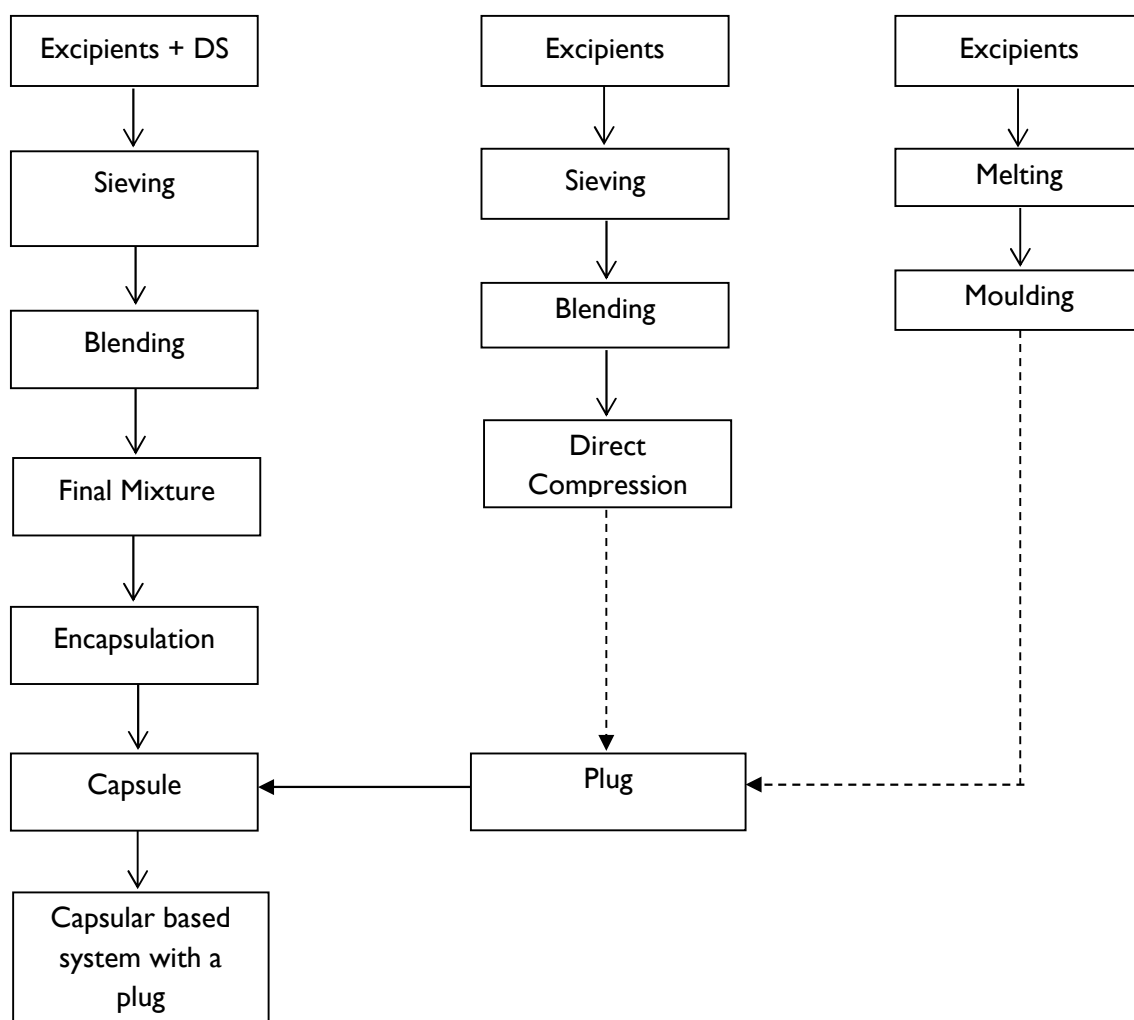 Excipients + DS
Sieving
Blending
Final Mixture
Encapsulation
Capsule
Capsular based
system with a
plug
Excipients
Sieving
Blending
Direct
Compression
Plug
Excipients
Melting
Moulding